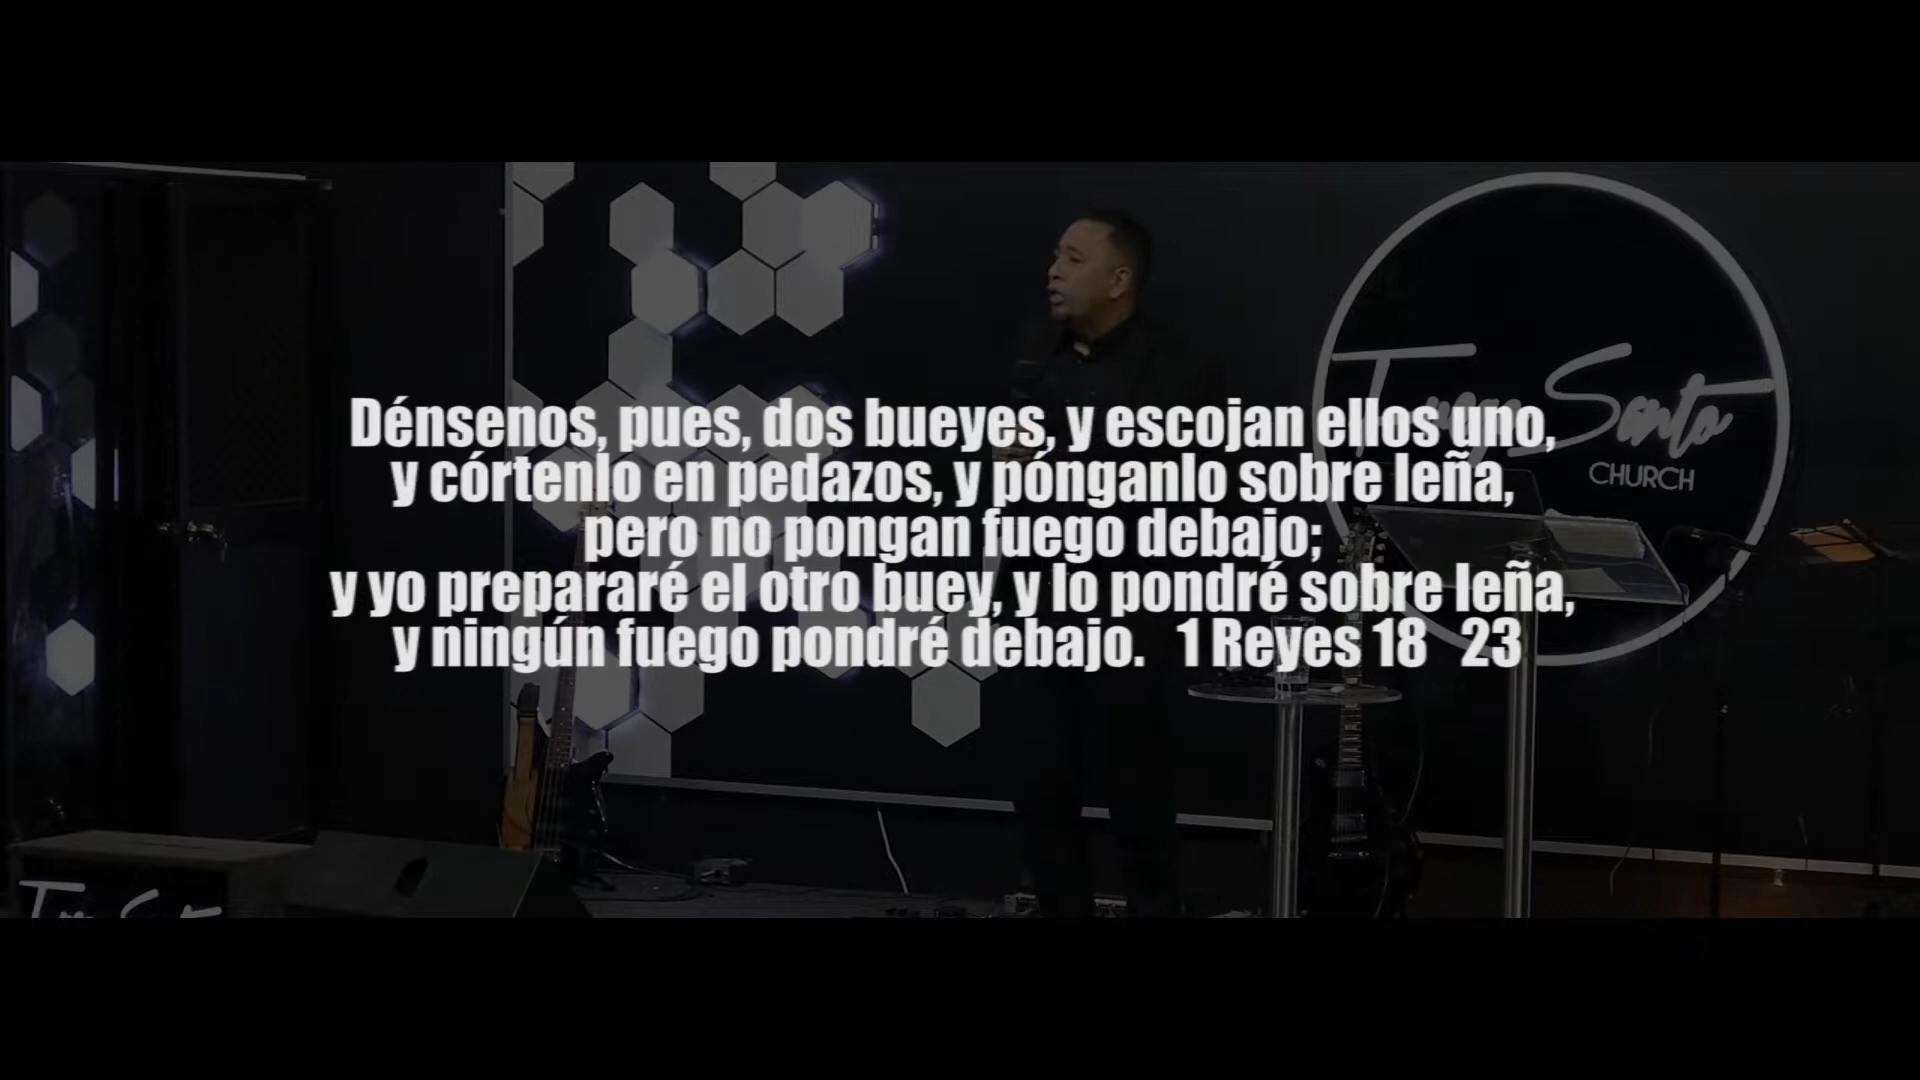 Dénsenos, pues, dos bueyes, y escojan ellos uno,
y córtenlo en pedazos, y pónganlo sobre leña,
pero no pongan fuego debajo;
y yo prepararé el otro buey, y lo pondré sobre leña,
y ningún fuego pondré debajo. 1 Reyes 18 23
Santo
CHURCH